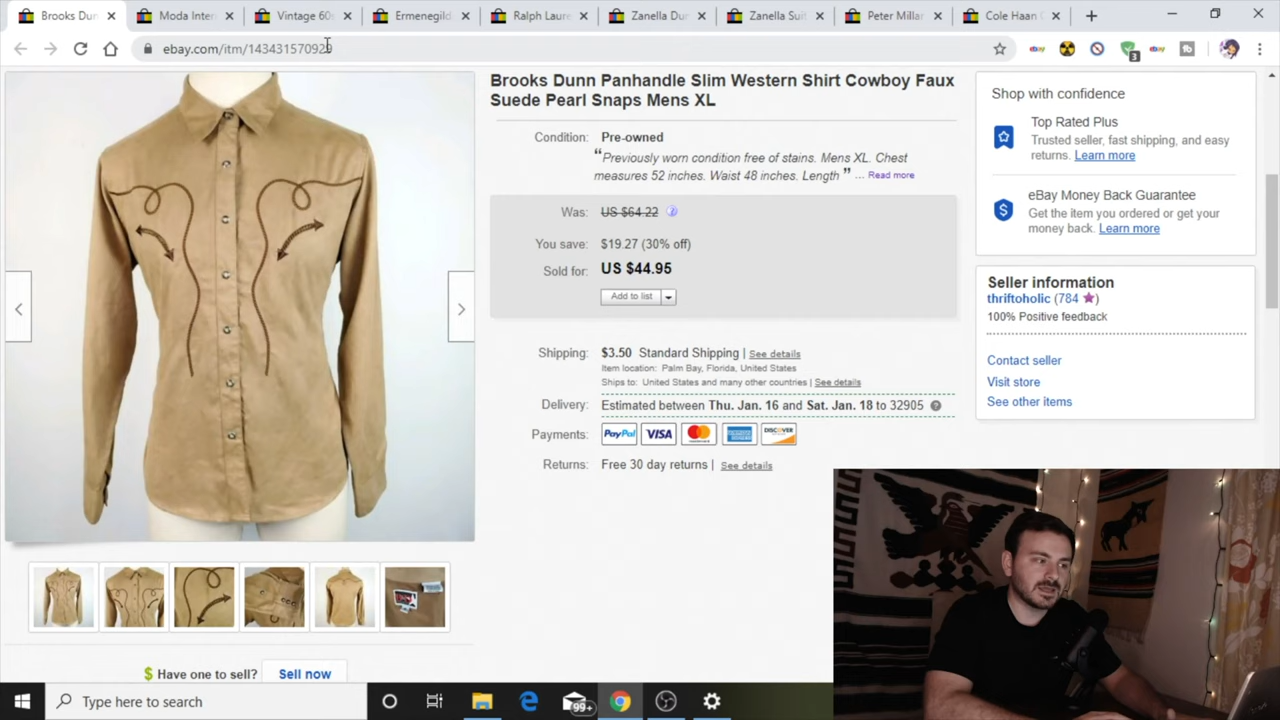 Brooks Dun
Moda Inter
Vintage 60s
Ermenegild
Ralph Laure
Zanella Dur
Zanella Suit
Peter Millar
Cole Haan C
ebay.com/itm/143431570929
3
Brooks Dunn Panhandle Slim Western Shirt Cowboy Faux
Suede Pearl Snaps Mens XL
Condition: Pre-owned
“Previously worn condition free of stains. Mens XL. Chest
measures 52 inches. Waist 48 inches. Length ” ... Read more
Was: US $64.22
You save: $19.27 (30% off)
Sold for: US $44.95
Add to list
Shipping: $3.50 Standard Shipping | See details
Item location: Palm Bay, Florida, United States
Ships to: United States and many other countries | See details
Delivery: Estimated between Thu. Jan. 16 and Sat. Jan. 18 to 32905
Payments: PayPal VISA mastercard DISCOVER
Returns: Free 30 day returns | See details
Shop with confidence
Top Rated Plus
Trusted seller, fast shipping, and easy
returns. Learn more
eBay Money Back Guarantee
Get the item you ordered or get your
money back. Learn more
Seller information
thriftoholic (784 )
100% Positive feedback
Contact seller
Visit store
See other items
$ Have one to sell? Sell now
Type here to search
99+